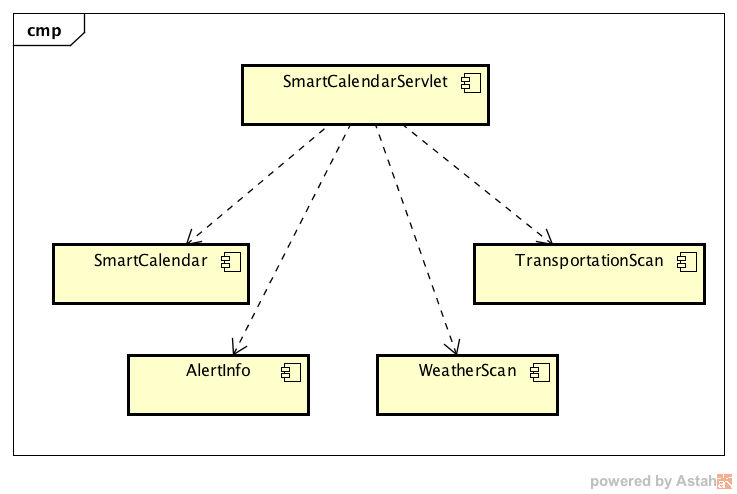 cmp
SmartCalendarServlet
SmartCalendar
TransportationScan
AlertInfo
WeatherScan
powered by Astah